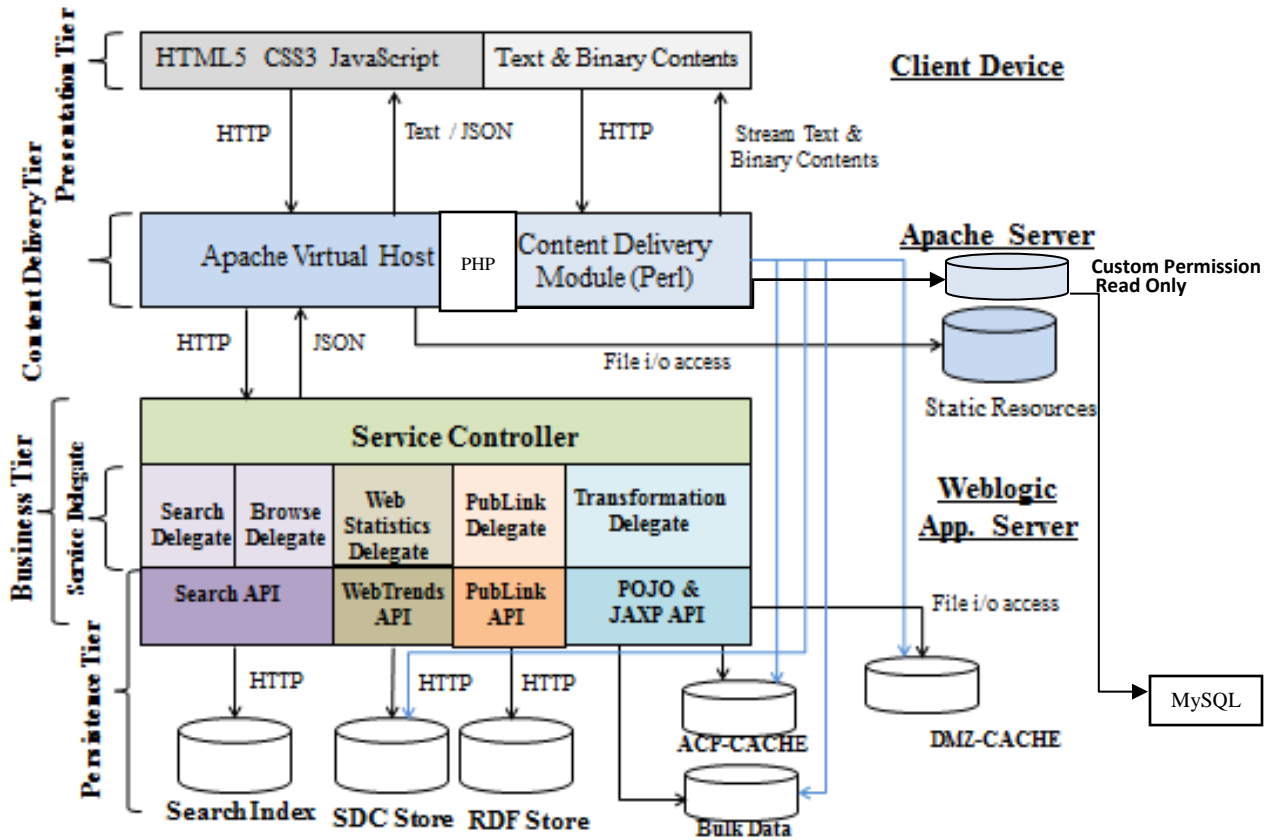 Presentation Tier
HTML5 CSS3 JavaScript
Text & Binary Contents
Client Device
HTTP
Text / JSON
HTTP
Stream Text &
Binary Contents
Content Delivery Tier
Apache Virtual Host
PHP
Content Delivery
Module (Perl)
Apache Server
Custom Permission
Read Only
HTTP
JSON
File i/o access
Static Resources
Business Tier
Service Delegate
Service Controller
Search
Delegate
Browse
Delegate
Web
Statistics
Delegate
PubLink
Delegate
Transformation
Delegate
Weblogic
App. Server
Persistence Tier
Search API
WebTrends
API
PubLink
API
POJO &
JAXP API
File i/o access
HTTP
HTTP
HTTP
Search Index
SDC Store
RDF Store
ACP-CACHE
Bulk Data
DMZ-CACHE
MySQL